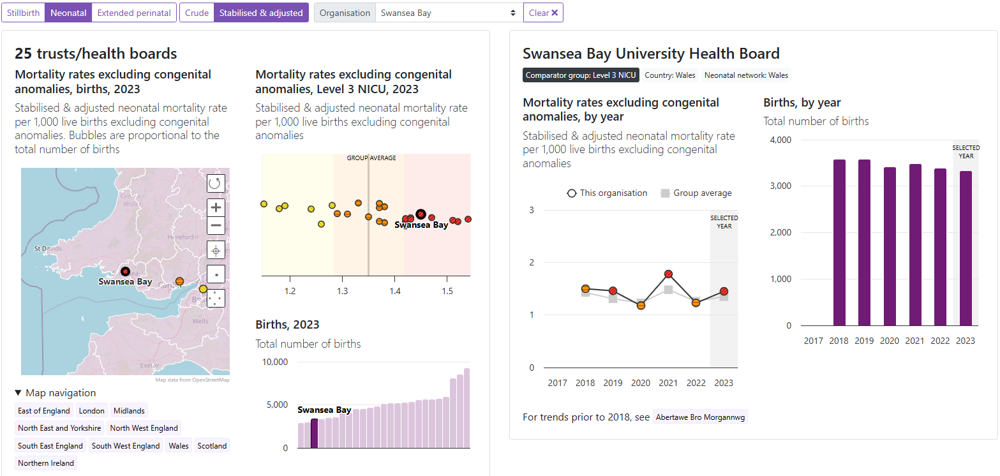 Stillbirth Neonatal Extended perinatal Crude Stabilised & adjusted Organisation Swansea Bay Clear ✕
25 trusts/health boards
Mortality rates excluding congenital
anomalies, births, 2023
Stabilised & adjusted neonatal mortality rate
per 1,000 live births excluding congenital
anomalies. Bubbles are proportional to the
total number of births
St Davids
Hereford
Swansea Bay
Wells
Exeter
Map data from OpenStreetMap
▼ Map navigation
East of England London Midlands
North East and Yorkshire North West England
South East England South West England Wales Scotland
Northern Ireland
Mortality rates excluding congenital
anomalies, Level 3 NICU, 2023
Stabilised & adjusted neonatal mortality rate
per 1,000 live births excluding congenital
anomalies
GROUP AVERAGE
Swansea Bay
1.2 1.3 1.4 1.5
Births, 2023
Total number of births
10,000
5,000
0
Swansea Bay
Swansea Bay University Health Board
Comparator group: Level 3 NICU Country: Wales Neonatal network: Wales
Mortality rates excluding congenital
anomalies, by year
Stabilised & adjusted neonatal mortality rate
per 1,000 live births excluding congenital
anomalies
This organisation Group average
3
2
1
0
SELECTED
YEAR
2017 2018 2019 2020 2021 2022 2023
For trends prior to 2018, see Abertawe Bro Morgannwg
Births, by year
Total number of births
4,000
3,000
2,000
1,000
0
SELECTED
YEAR
2017 2018 2019 2020 2021 2022 2023